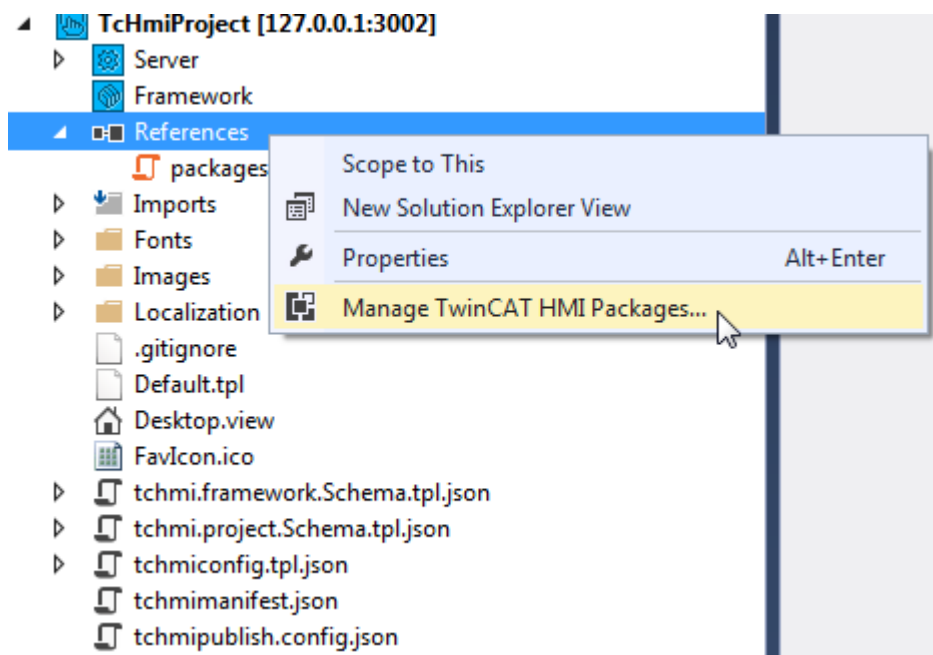 TcHmiProject [127.0.0.1:3002]
Server
Framework
References
packages
Imports
Fonts
Images
Localization
.gitignore
Default.tpl
Desktop.view
FavIcon.ico
tchmi.framework.Schema.tpl.json
tchmi.project.Schema.tpl.json
tchmiconfig.tpl.json
tchmimanifest.json
tchmipublish.config.json
Scope to This
New Solution Explorer View
Properties Alt+Enter
Manage TwinCAT HMI Packages...